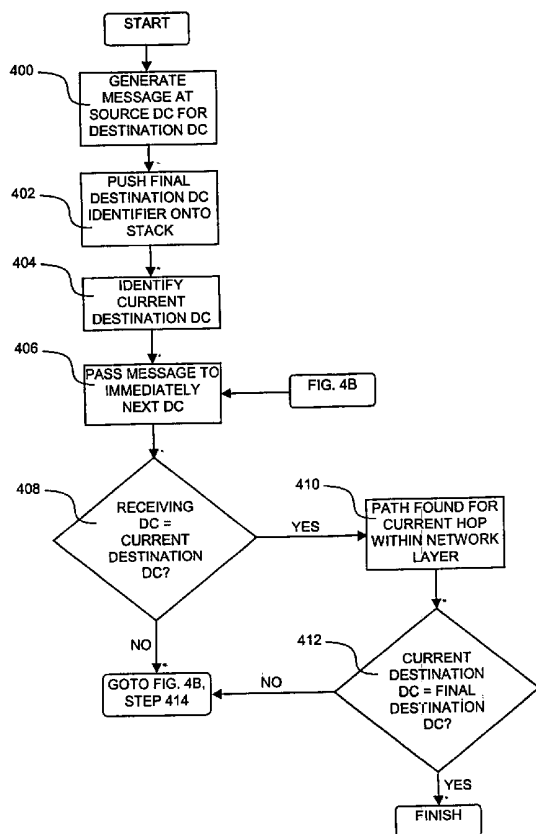 START
400
GENERATE
MESSAGE AT
SOURCE DC FOR
DESTINATION DC
402
PUSH FINAL
DESTINATION DC
IDENTIFIER ONTO
STACK
404
IDENTIFY
CURRENT
DESTINATION DC
406
PASS MESSAGE TO
IMMEDIATELY
NEXT DC
FIG. 4B
408
RECEIVING
DC =
CURRENT
DESTINATION
DC?
YES
410
PATH FOUND FOR
CURRENT HOP
WITHIN NETWORK
LAYER
NO
412
CURRENT
DESTINATION
DC = FINAL
DESTINATION
DC?
NO
GOTO FIG. 4B,
STEP 414
YES
FINISH